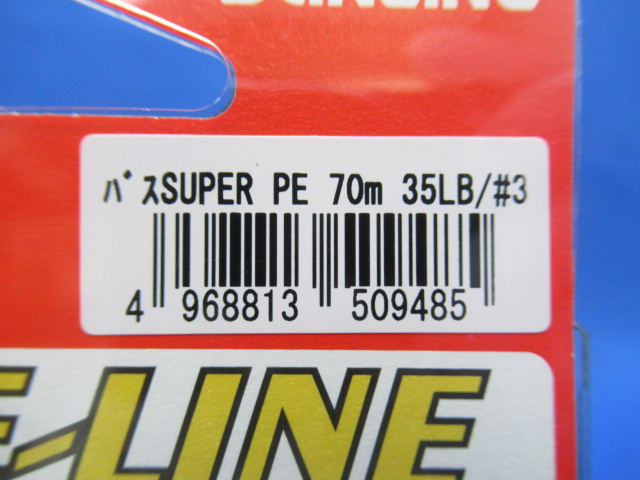 ﾊﾞｽSUPER PE 70m 35LB/#3
4 968813 509485
E-LINE